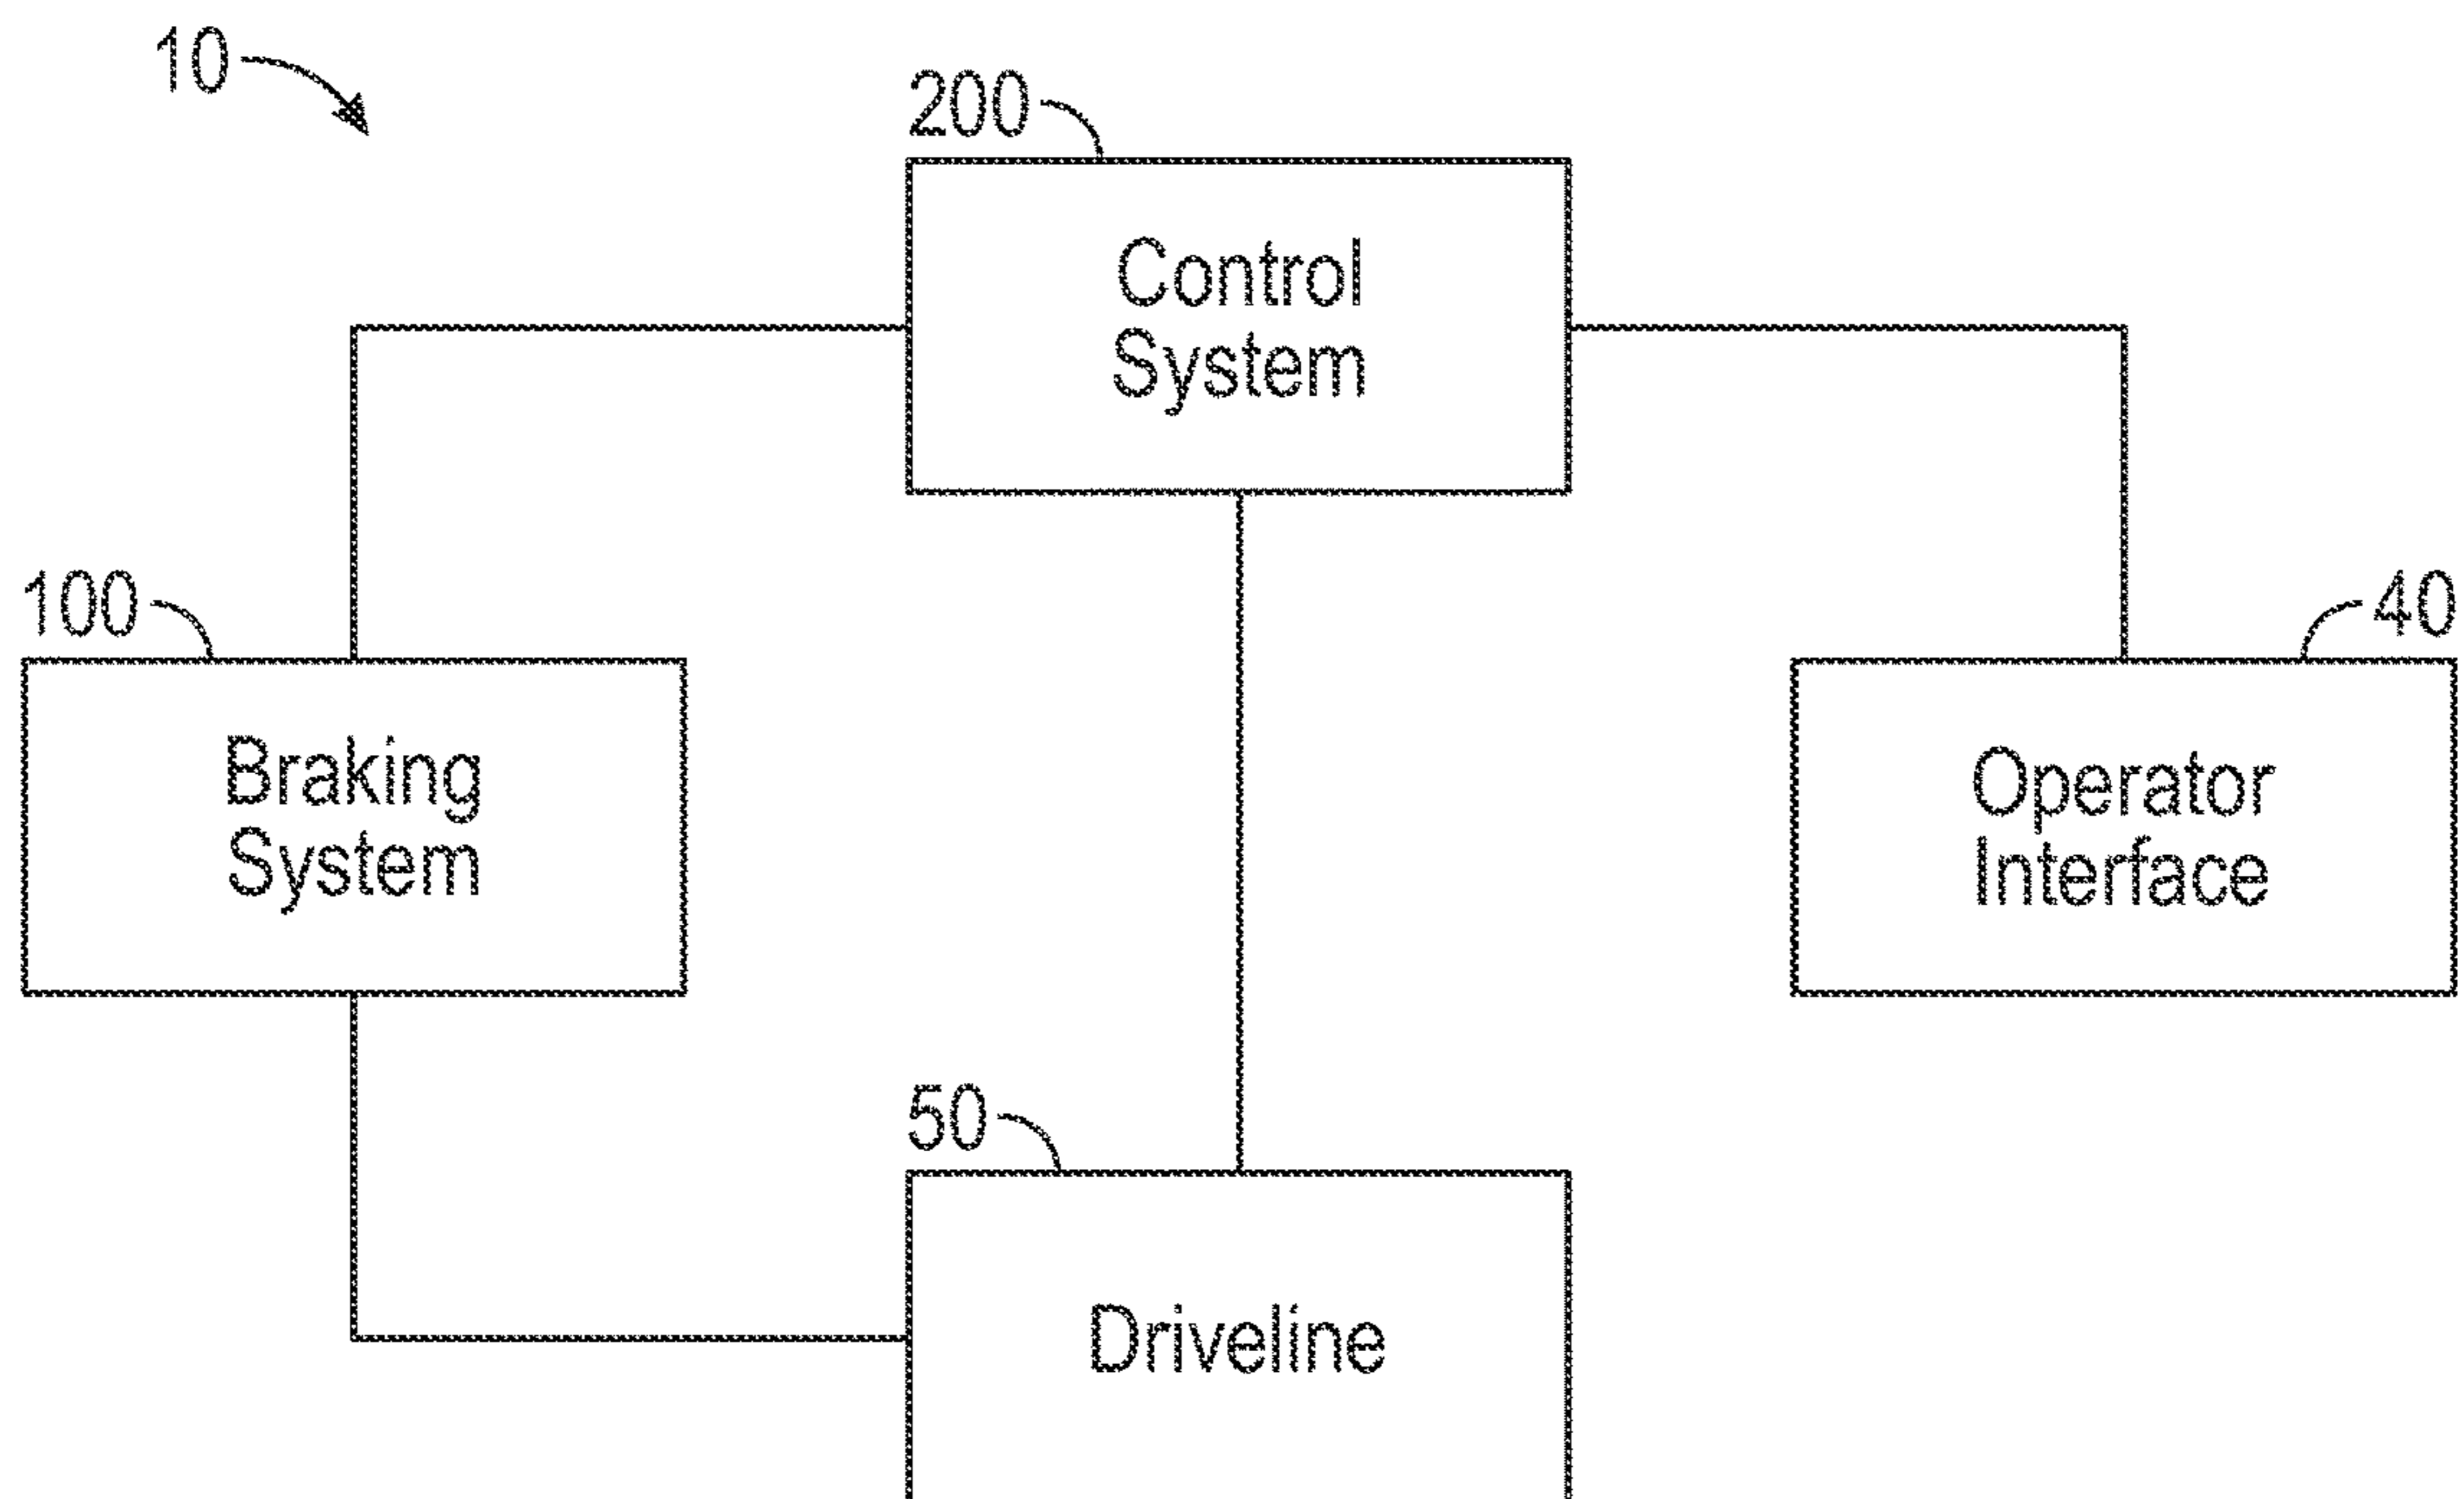 10
200
Control
System
100
40
Braking
System
Operator
Interface
50
Driveline